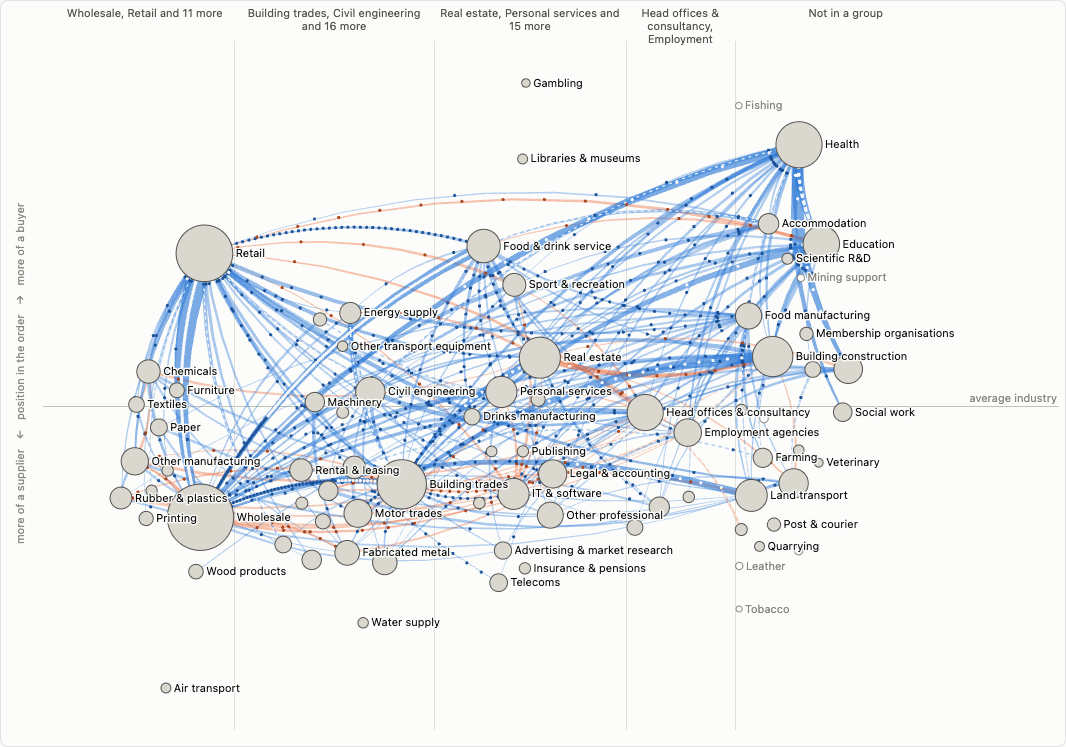 Wholesale, Retail and 11 more
Building trades, Civil engineering
and 16 more
Real estate, Personal services and
15 more
Head offices &
consultancy,
Employment
Not in a group
more of a supplier ← position in the order → more of a buyer
Gambling
Fishing
Health
Libraries & museums
Accommodation
Education
Retail
Food & drink service
Scientific R&D
Mining support
Sport & recreation
Energy supply
Food manufacturing
Membership organisations
Other transport equipment
Real estate
Building construction
Chemicals
Furniture
Civil engineering
Personal services
average industry
Textiles
Machinery
Drinks manufacturing
Head offices & consultancy
Social work
Paper
Employment agencies
Publishing
Other manufacturing
Farming
Veterinary
Rental & leasing
Legal & accounting
Building trades
IT & software
Land transport
Rubber & plastics
Printing
Wholesale
Motor trades
Other professional
Post & courier
Fabricated metal
Advertising & market research
Quarrying
Wood products
Insurance & pensions
Leather
Telecoms
Tobacco
Water supply
Air transport